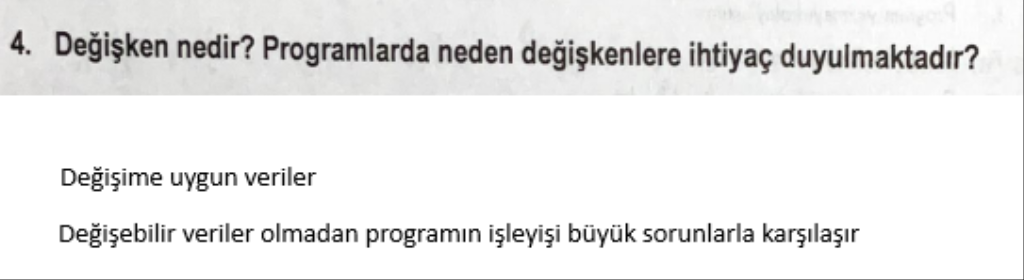 4. Değişken nedir? Programlarda neden değişkenlere ihtiyaç duyulmaktadır?
Değişime uygun veriler
Değişebilir veriler olmadan programın işleyişi büyük sorunlarla karşılaşır